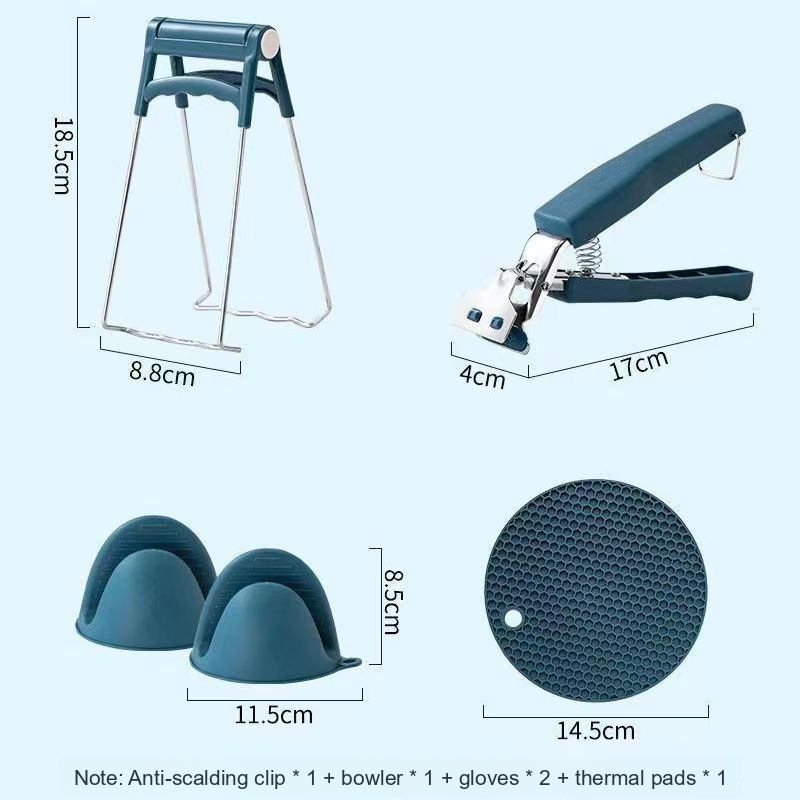 18.5cm
8.8cm
4cm
17cm
8.5cm
11.5cm
14.5cm
Note: Anti-scalding clip * 1 + bowler * 1 + gloves * 2 + thermal pads * 1